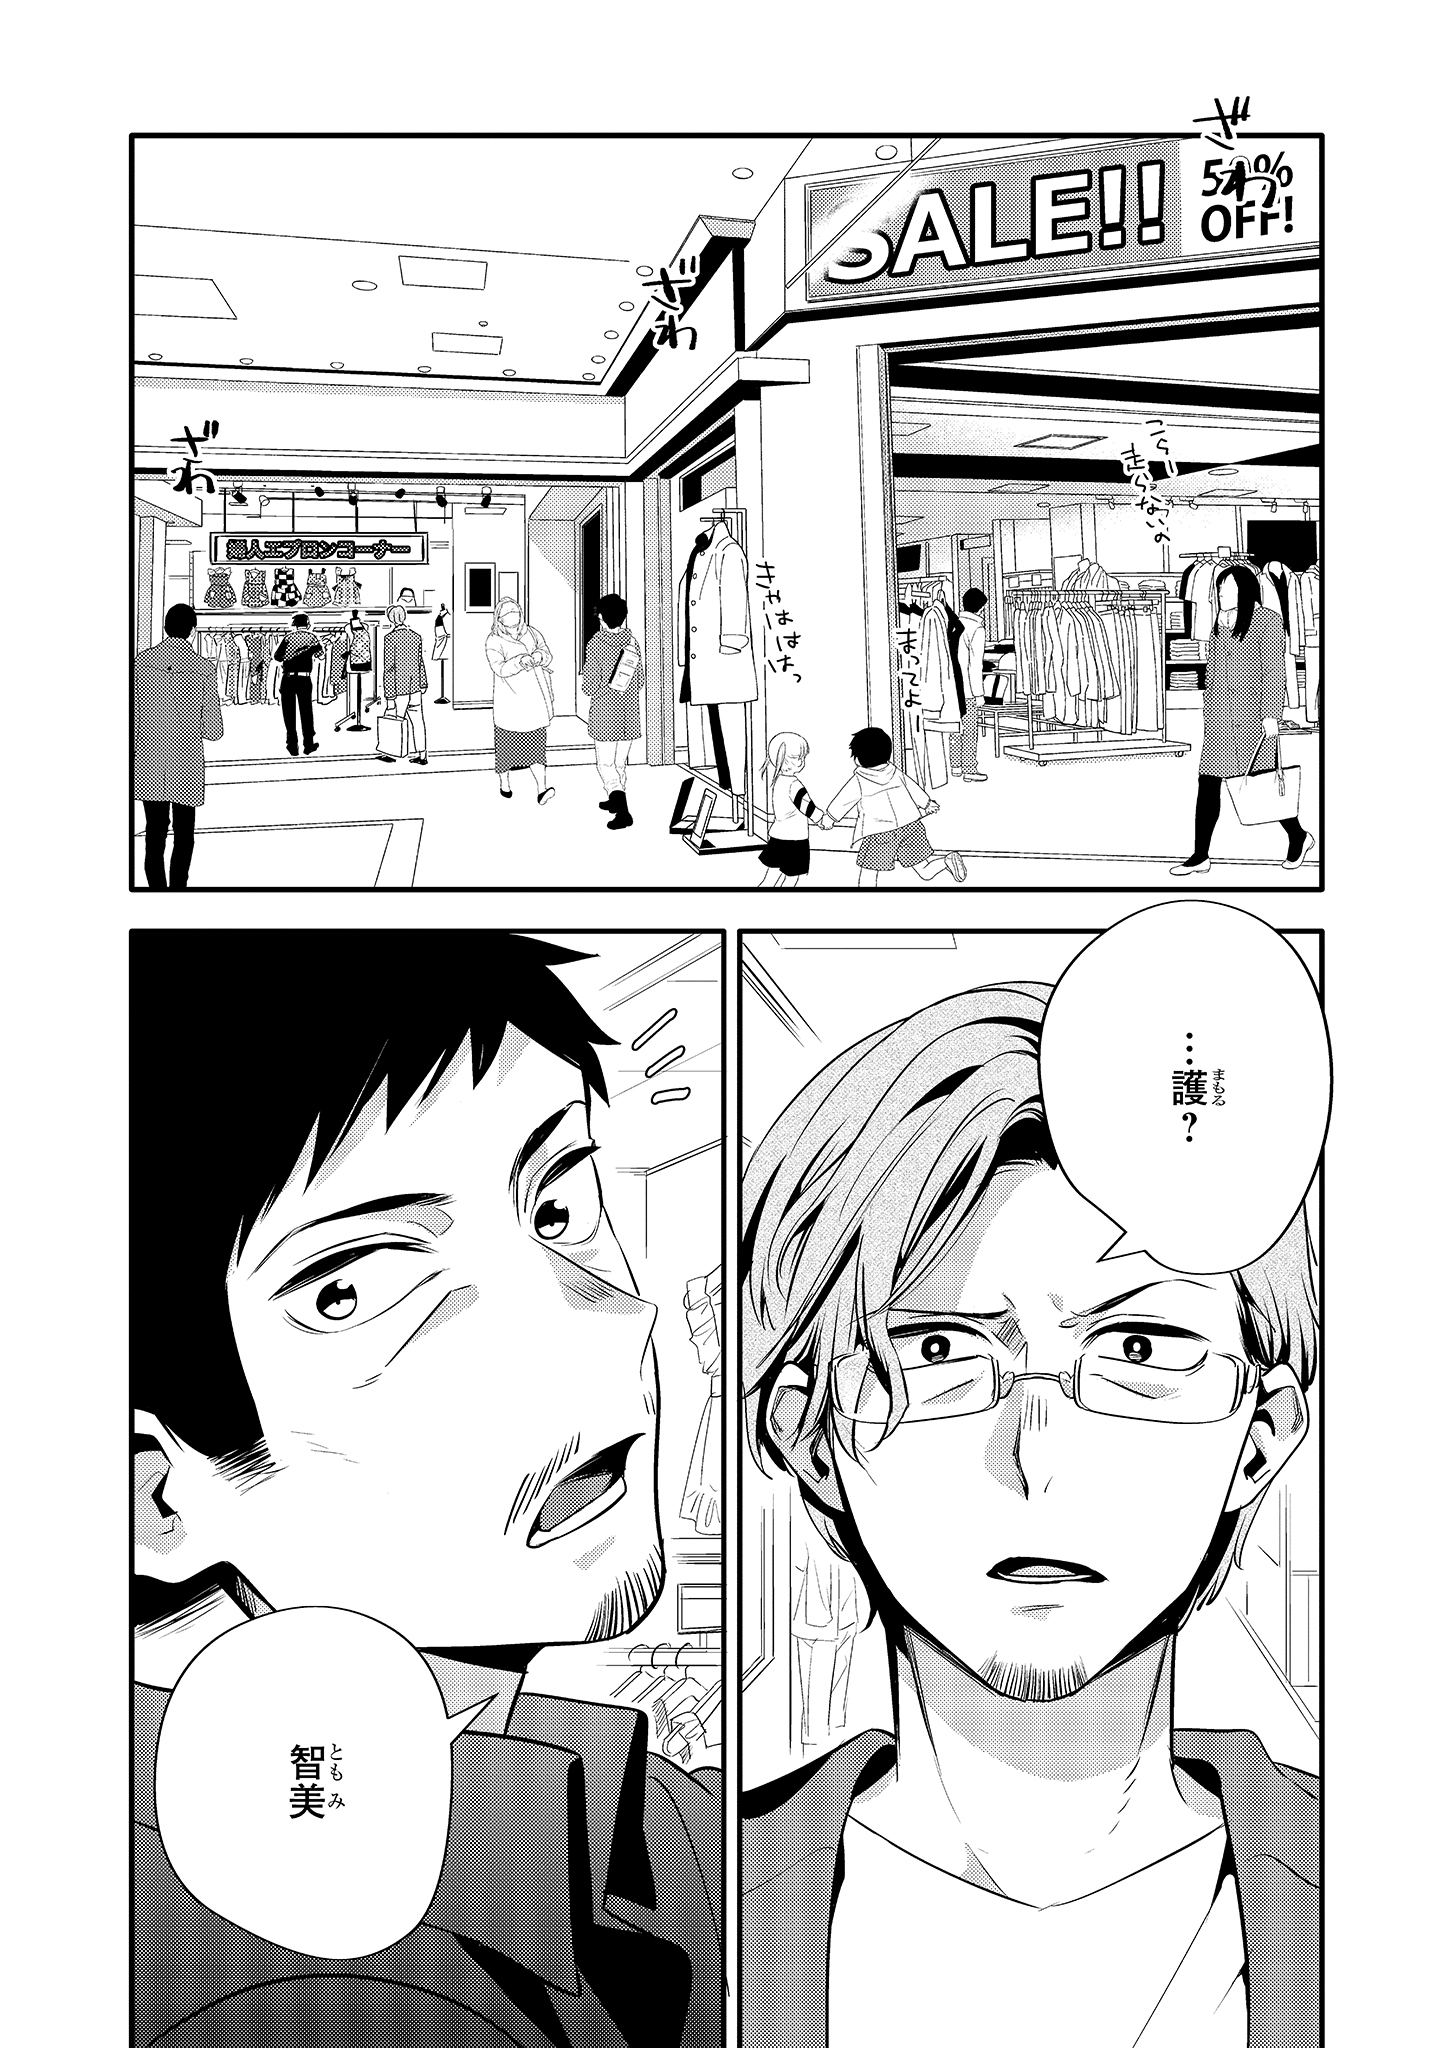 SALE!!
50%
OFF!
ざわっ
ざわ
ざわ
こらー
走らないの
まってよー
きゃーははは
人エプロンコーナー
…護?
まもる
智美
ともみ